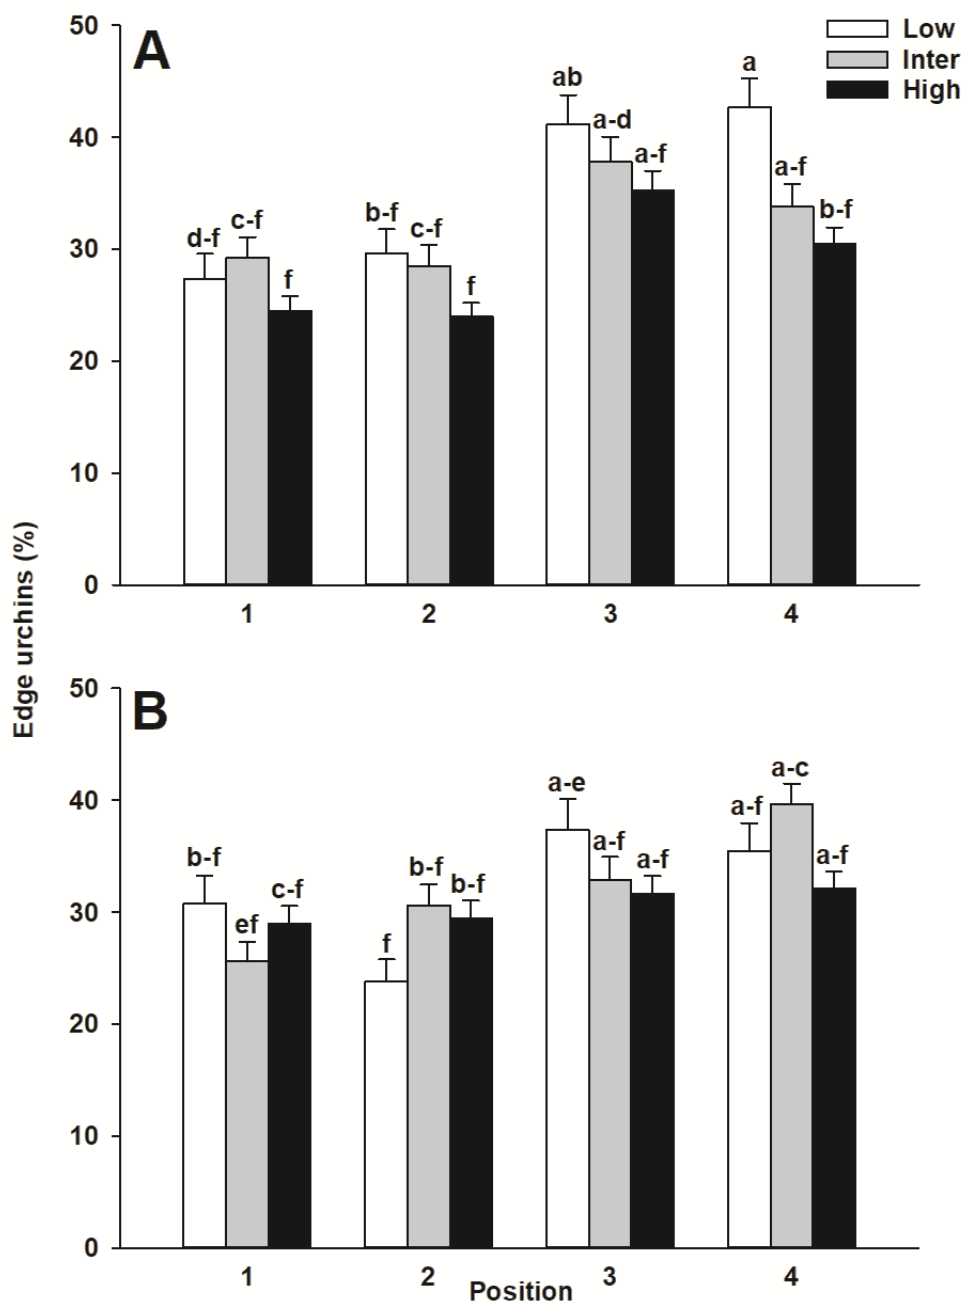 50
A
Low
Inter
High
a
ab
a-d
40
a-f
a-f
b-f
c-f
b-f
d-f
c-f
30
f
f
20
10
0
1 2 3 4
Edge urchins (%)
50
B
a-c
a-e
40
a-f
b-f
a-f
a-f
a-f
b-f
b-f
c-f
30
ef
f
20
10
0
1 2 3 4
Position